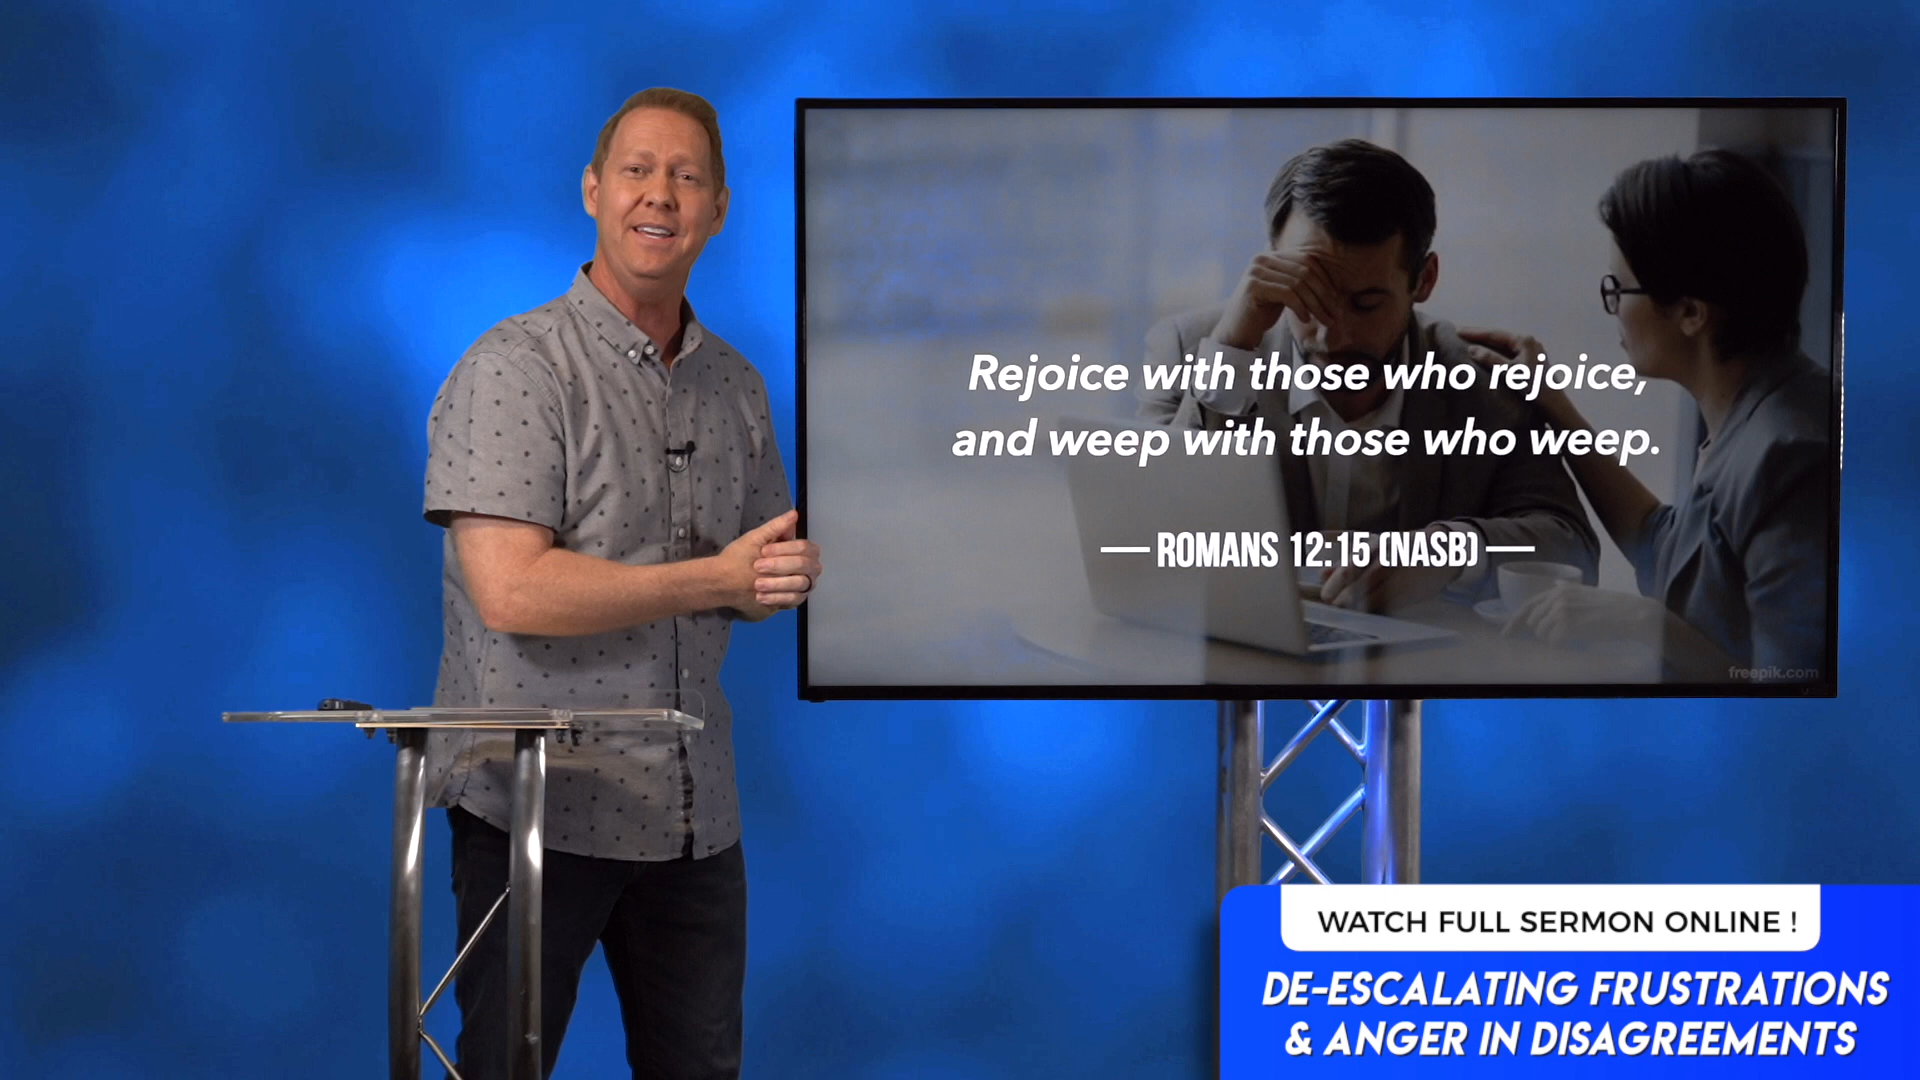 Rejoice with those who rejoice,
and weep with those who weep.
— ROMANS 12:15 (NASB) —
freepik.com
WATCH FULL SERMON ONLINE !
DE-ESCALATING FRUSTRATIONS
& ANGER IN DISAGREEMENTS